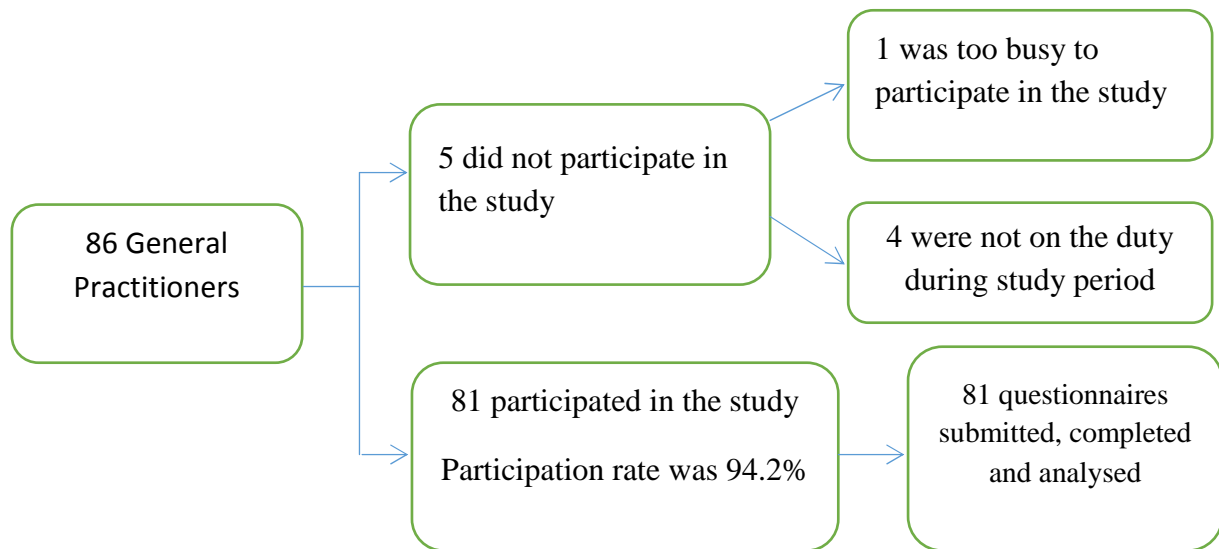 86 General
Practitioners
5 did not participate in
the study
1 was too busy to
participate in the study
4 were not on the duty
during study period
81 participated in the study
Participation rate was 94.2%
81 questionnaires
submitted, completed
and analysed